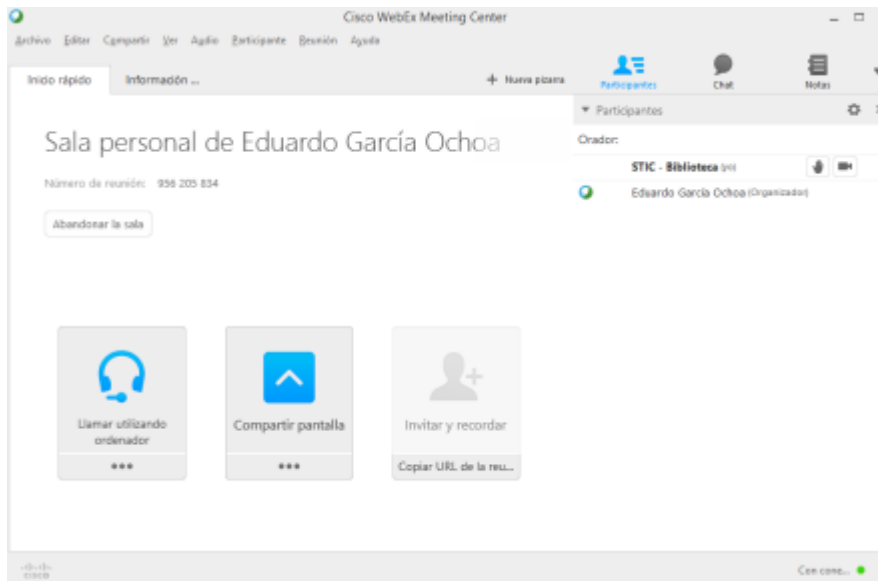 Cisco WebEx Meeting Center
Archivo Editar Compartir Ver Audio Participante Reunión Ayuda
Inicio rápido Información ... + Nueva pizarra
Participantes Chat Notas
Participantes
Sala personal de Eduardo García Ochoa
Orador:
STIC - Biblioteca (yo)
Número de reunión: 956 205 834
Eduardo García Ochoa (Organizador)
Abandonar la sala
Llamar utilizando
ordenador
Compartir pantalla
Invitar y recordar
Copiar URL de la reu...
CISCO
Con cone...